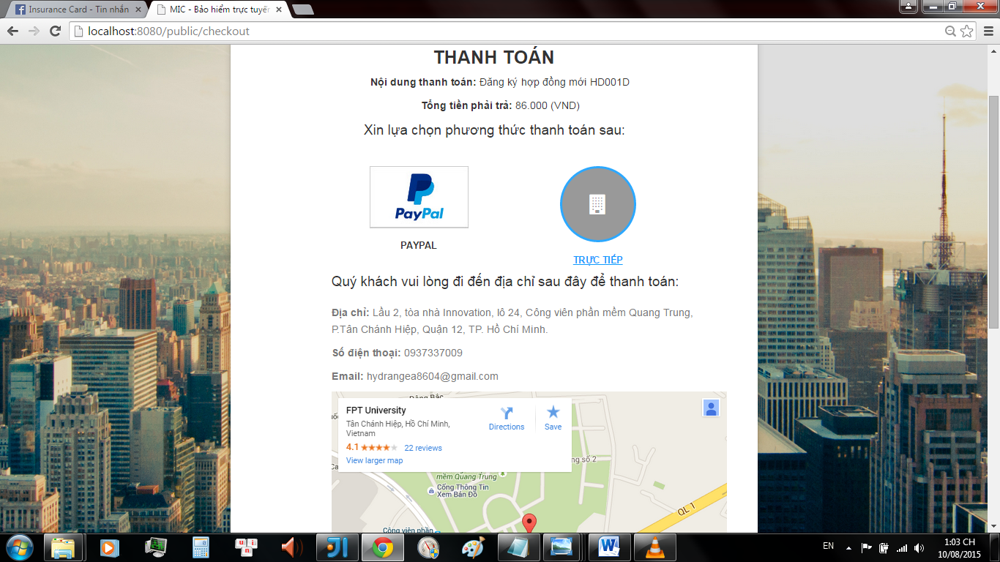 Insurance Card - Tin nhắn
MIC - Bảo hiểm trực tuyến
localhost:8080/public/checkout
THANH TOÁN
Nội dung thanh toán: Đăng ký hợp đồng mới HD001D
Tổng tiền phải trả: 86.000 (VND)
Xin lựa chọn phương thức thanh toán sau:
PayPal
PAYPAL
TRỰC TIẾP
Quý khách vui lòng đi đến địa chỉ sau đây để thanh toán:
Địa chỉ: Lầu 2, tòa nhà Innovation, lô 24, Công viên phần mềm Quang Trung,
P.Tân Chánh Hiệp, Quận 12, TP. Hồ Chí Minh.
Số điện thoại: 0937337009
Email: hydrangea8604@gmail.com
Đông Bắc
FPT University
Tân Chánh Hiệp, Hồ Chí Minh,
Vietnam
4.1 22 reviews
View larger map
Directions
Save
ng số 2
mềm Quang Trung
Cổng Thông Tin
Xem Bản Đồ
QL 1
Công viên phần
EN
1:03 CH
10/08/2015